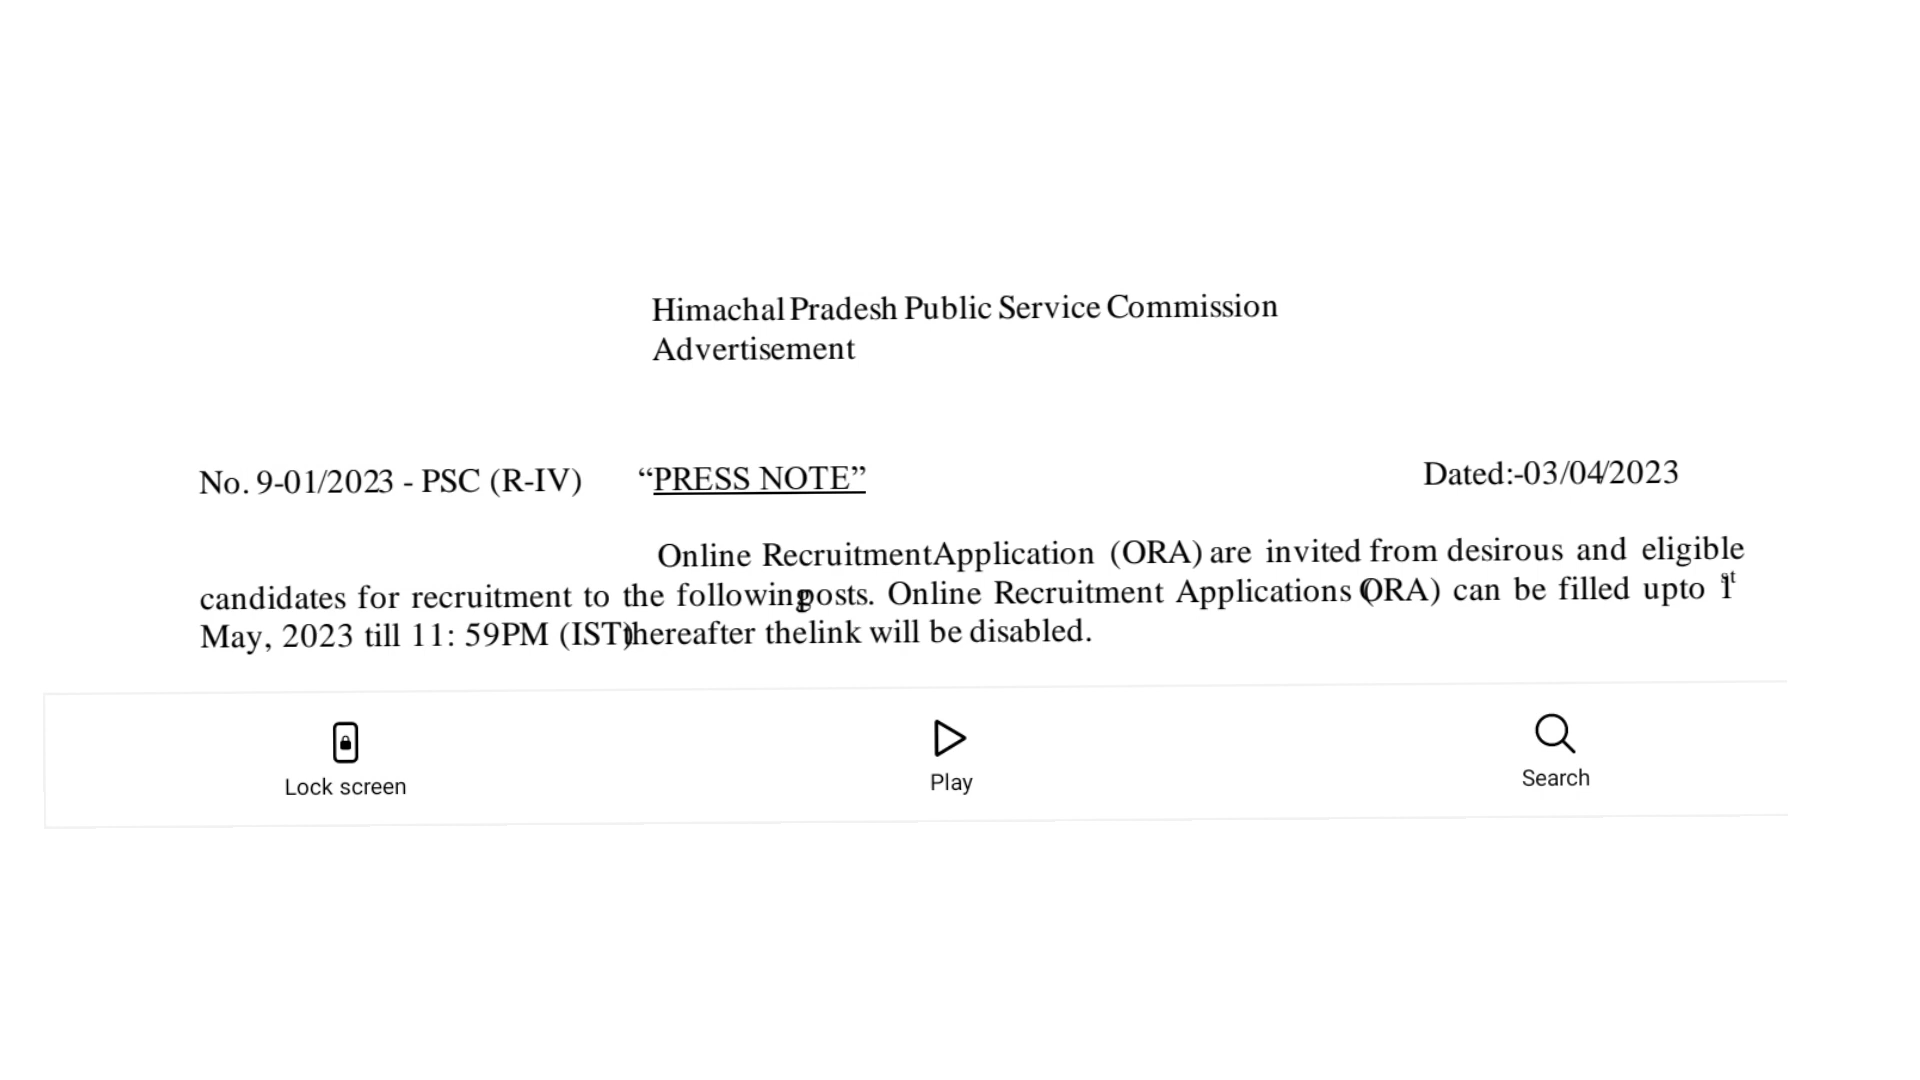 Himachal Pradesh Public Service Commission
Advertisement
No. 9-01/2023 - PSC (R-IV) “PRESS NOTE” Dated:-03/04/2023
Online Recruitment Application (ORA) are invited from desirous and eligible
candidates for recruitment to the following posts. Online Recruitment Applications (ORA) can be filled upto 1st
May, 2023 till 11: 59PM (IST) thereafter the link will be disabled.
Lock screen Play Search